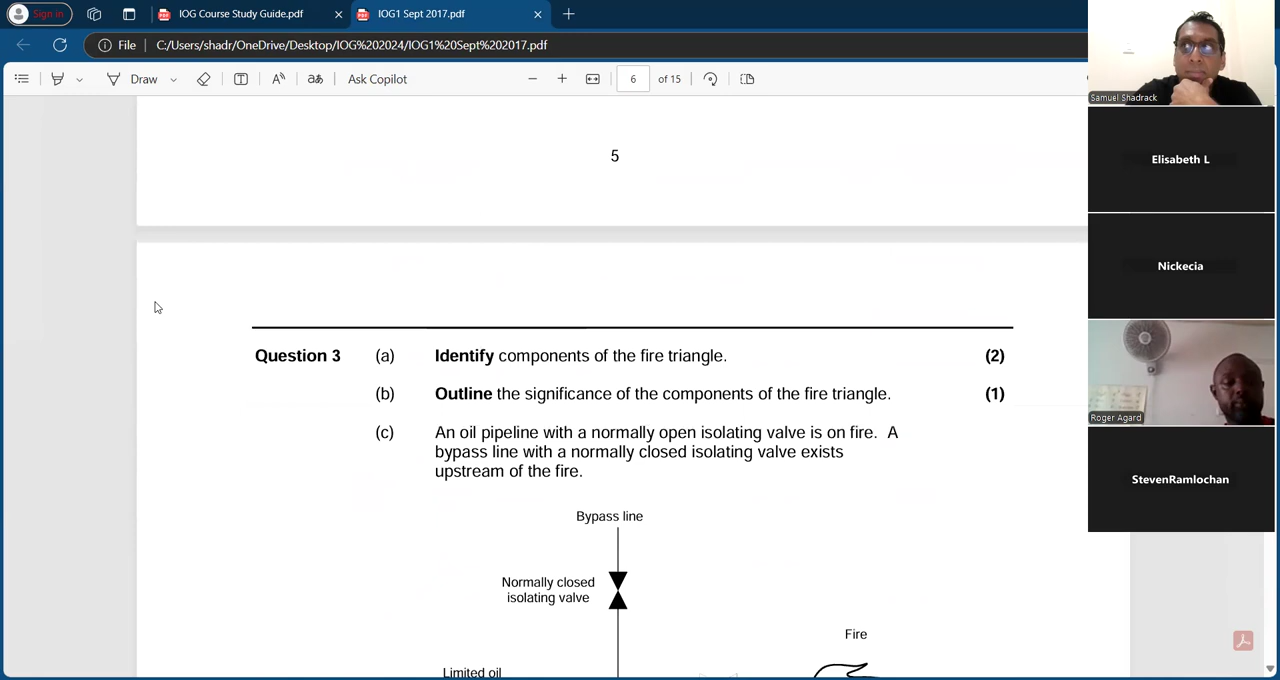 Sign in
IOG Course Study Guide.pdf
IOG1 Sept 2017.pdf
File
C:/Users/shadr/OneDrive/Desktop/IOG%202024/IOG1%20Sept%202017.pdf
Draw
Ask Copilot
6 of 15
5
Question 3 (a) Identify components of the fire triangle. (2)
(b) Outline the significance of the components of the fire triangle. (1)
(c) An oil pipeline with a normally open isolating valve is on fire. A
bypass line with a normally closed isolating valve exists
upstream of the fire.
Bypass line
Normally closed
isolating valve
Fire
Limited oil
Samuel Shadrack
Elisabeth L
Nickecia
Roger Agard
StevenRamlochan